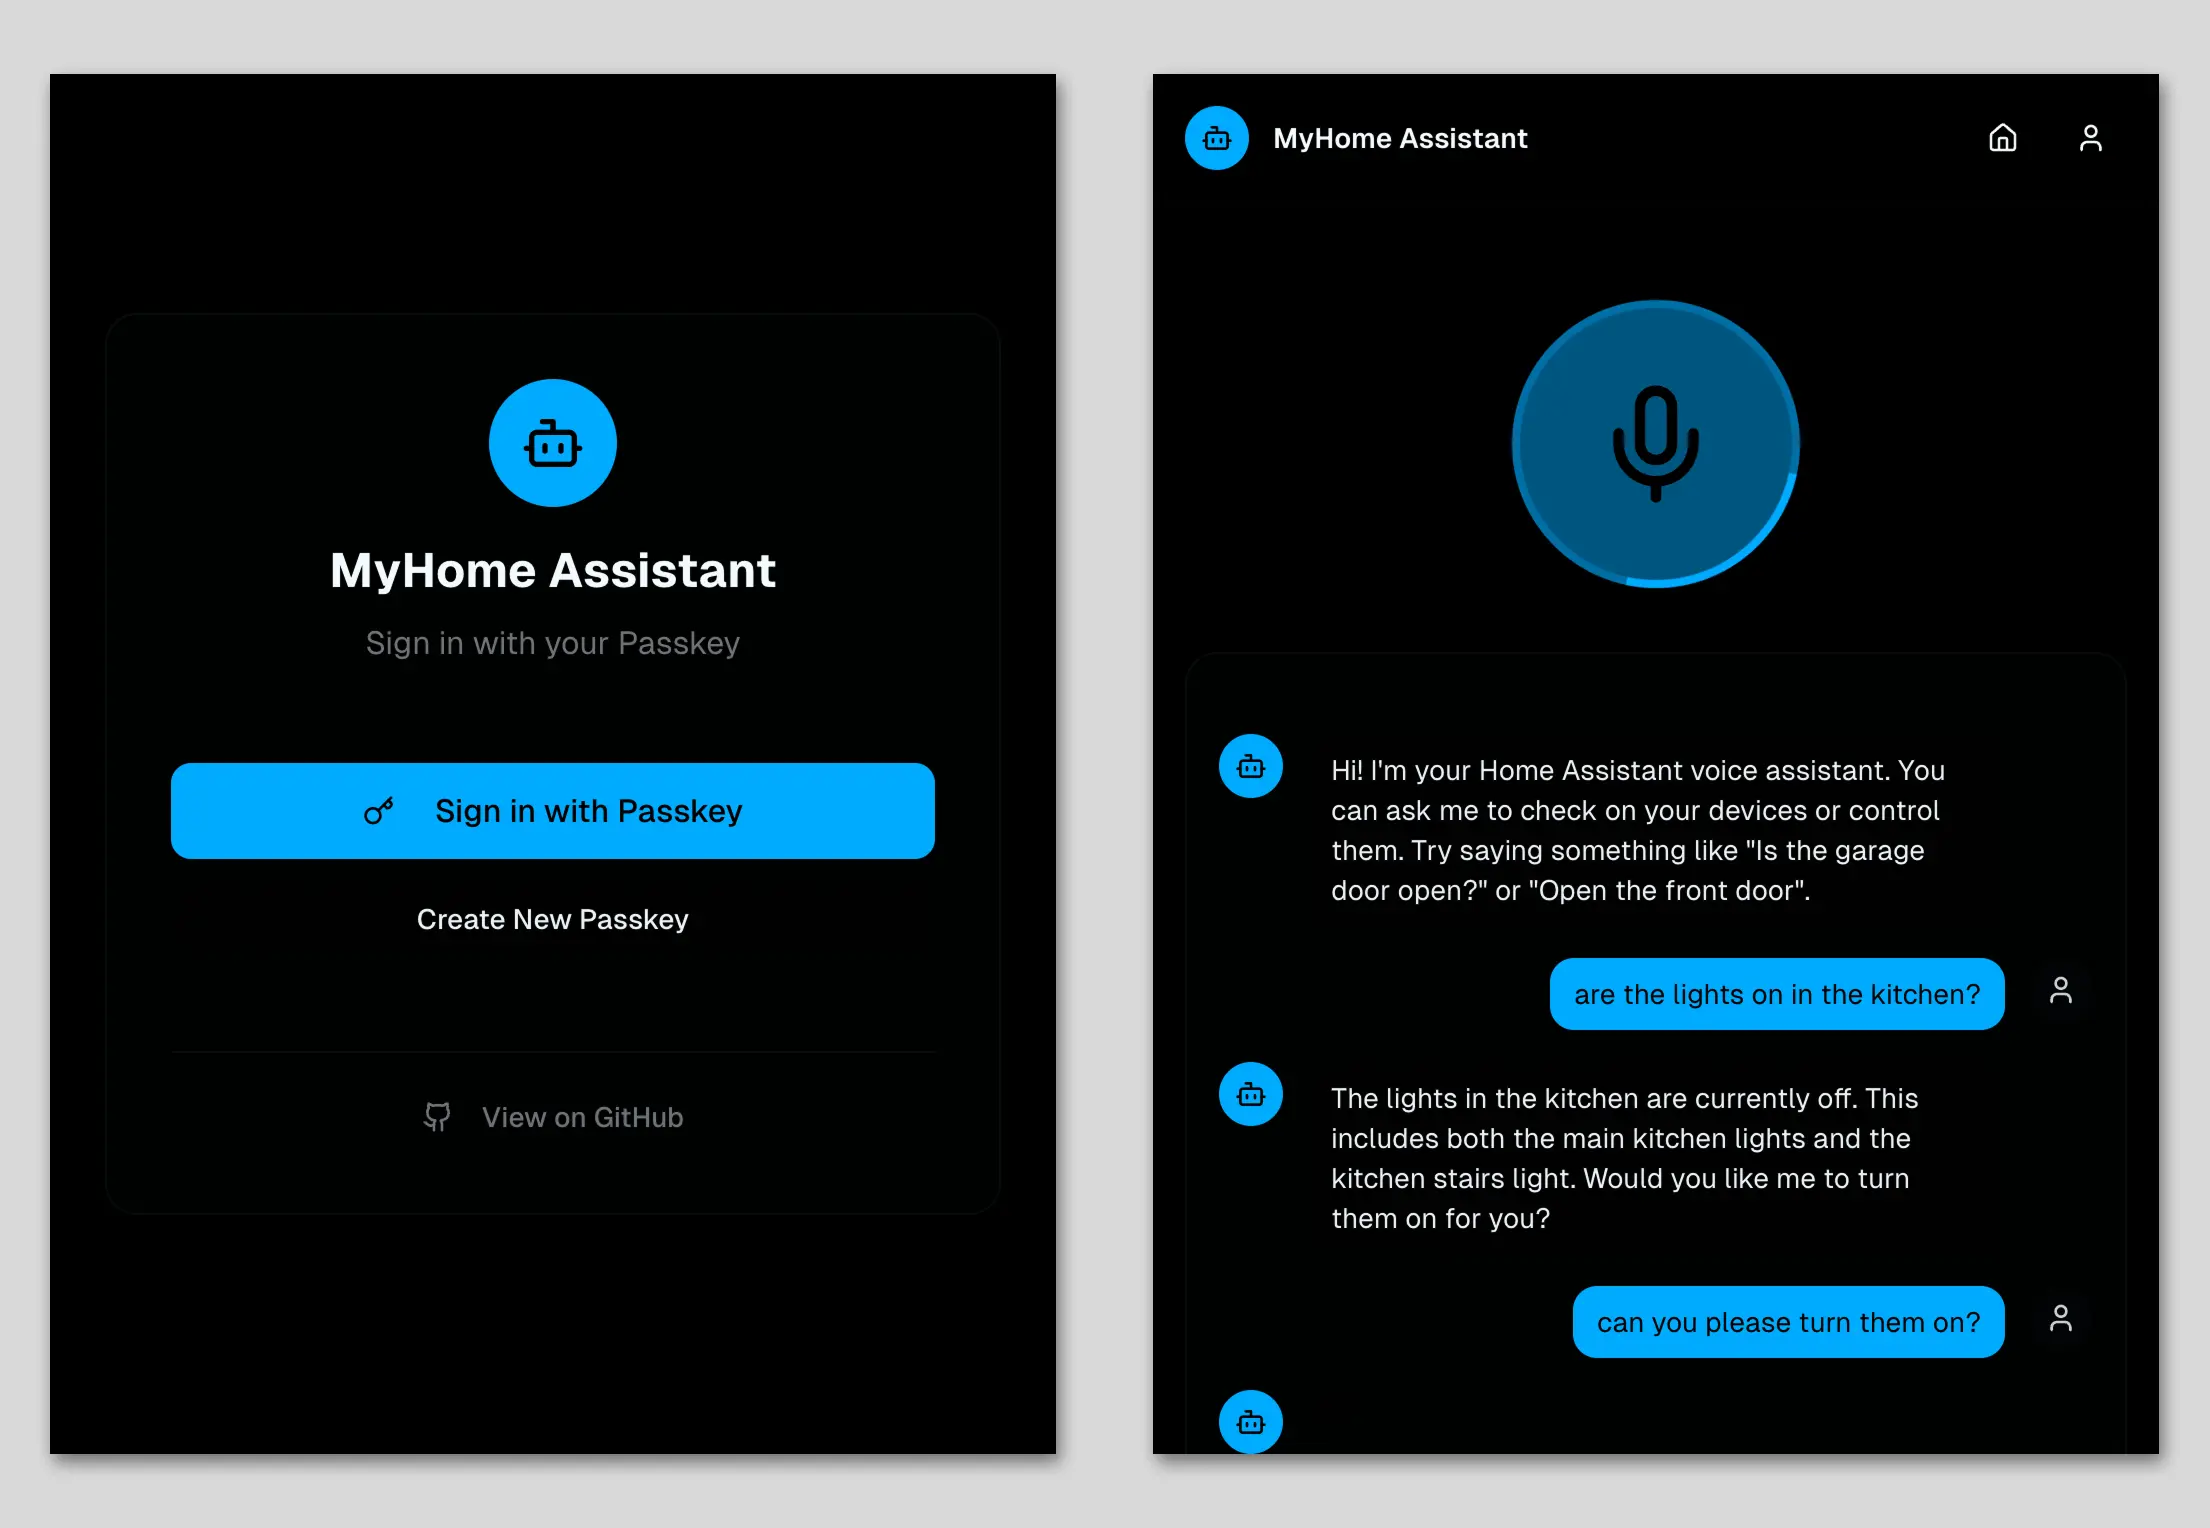 MyHome Assistant
Sign in with your Passkey
Sign in with Passkey
Create New Passkey
View on GitHub
MyHome Assistant
Hi! I'm your Home Assistant voice assistant. You
can ask me to check on your devices or control
them. Try saying something like "Is the garage
door open?" or "Open the front door".
are the lights on in the kitchen?
The lights in the kitchen are currently off. This
includes both the main kitchen lights and the
kitchen stairs light. Would you like me to turn
them on for you?
can you please turn them on?